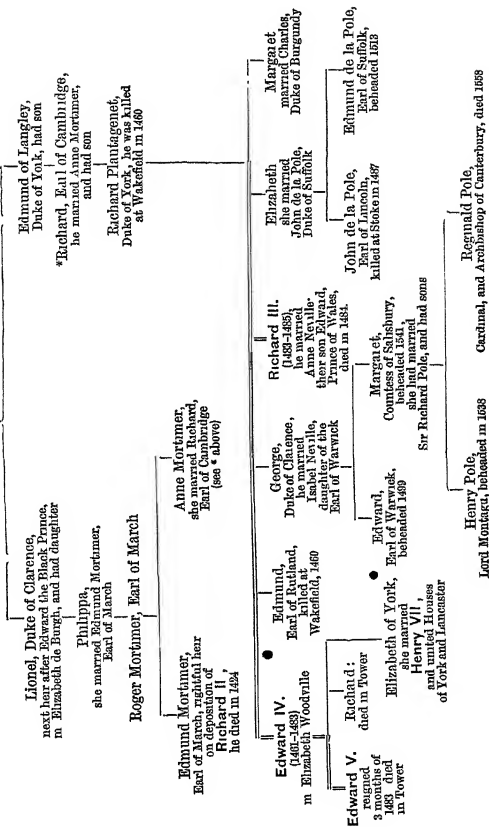 Lionel, Duke of Clarence,
next heir after Edward the Black Prince,
m Elizabeth de Burgh, and had daughter
Philippa,
she married Edmund Mortimer,
Earl of March
Roger Mortimer, Earl of March
Edmund Mortimer,
Earl of March, rightful heir
on deposition of
Richard II,
he died in 1424
Anne Mortimer,
she married Richard,
Earl of Cambridge
(see * above)
Edmund of Langley,
Duke of York, had son
*Richard, Earl of Cambridge,
he married Anne Mortimer,
and had son
Richard Plantagenet,
Duke of York, he was killed
at Wakefield in 1460
Edward IV.
(1461-1483)
m Elizabeth Woodville
Edmund,
Earl of Rutland,
killed at
Wakefield, 1460
George,
Duke of Clarence,
he married
Isabel Neville,
daughter of the
Earl of Warwick
Richard III.
(1483-1485),
he married
Anne Neville·
their son Edward,
Prince of Wales,
died in 1484.
Elizabeth
she married
John de la Pole,
Duke of Suffolk
Margaret
married Charles,
Duke of Burgundy
Edward V.
reigned
3 months of
1483 died
in Tower
Richard:
died in Tower
Elizabeth of York,
she married
Henry VII,
and united Houses
of York and Lancaster
Edward,
Earl of Warwick,
beheaded 1499
Margaret,
Countess of Salisbury,
beheaded 1541,
she had married
Sir Richard Pole, and had sons
John de la Pole,
Earl of Lincoln,
killed at Stoke in 1487
Edmund de la Pole,
Earl of Suffolk,
beheaded 1513
Henry Pole,
Lord Montagu, beheaded in 1538
Reginald Pole,
Cardinal, and Archbishop of Canterbury, died 1558